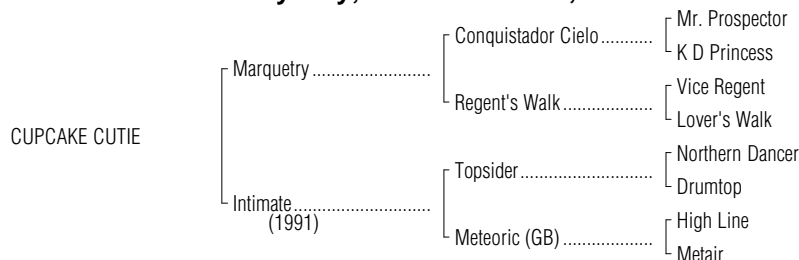 Mr. Prospector
Conquistador Cielo...........
K D Princess
Marquetry..........................
Vice Regent
Regent's Walk....................
Lover's Walk
CUPCAKE CUTIE
Northern Dancer
Topsider.............................
Drumtop
Intimate..............................
(1991)
High Line
Meteoric (GB)....................
Metair